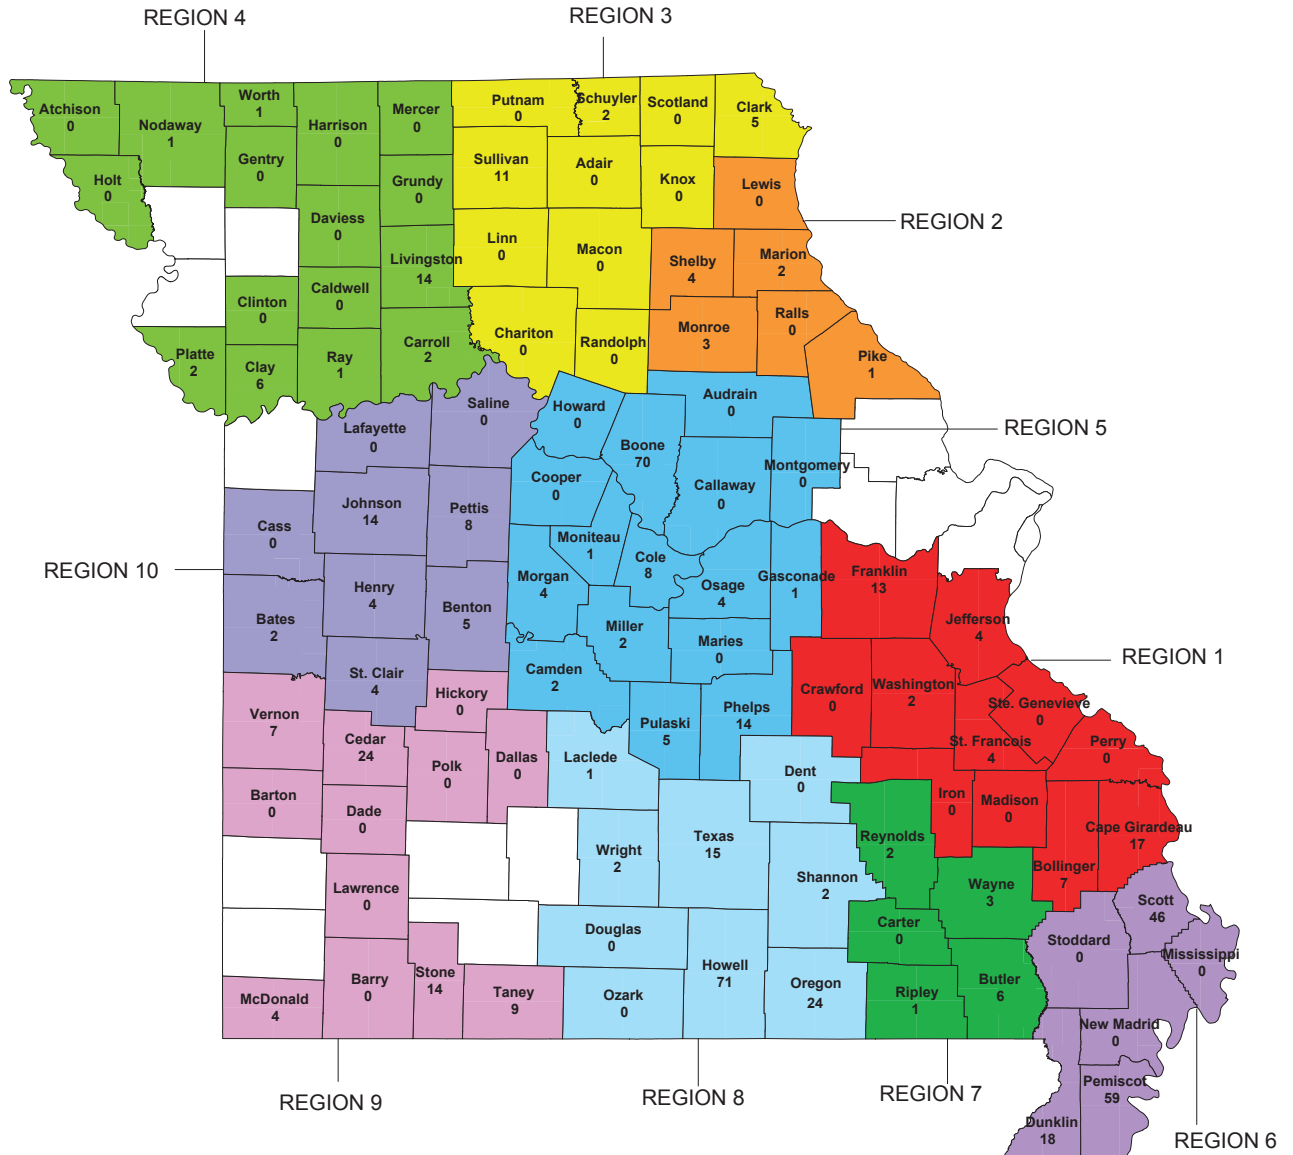 REGION 4
REGION 3
Atchison
0
Nodaway
1
Worth
1
Harrison
0
Mercer
0
Putnam
0
Schuyler
2
Scotland
0
Clark
5
Holt
0
Gentry
0
Grundy
0
Sullivan
11
Adair
0
Knox
0
Lewis
0
REGION 2
Daviess
0
Livingston
14
Linn
0
Macon
0
Shelby
4
Marion
2
Clinton
0
Caldwell
0
Chariton
0
Randolph
0
Monroe
3
Ralls
0
Pike
1
Platte
2
Clay
6
Ray
1
Carroll
2
Saline
0
Lafayette
0
Howard
0
Boone
70
Audrain
0
REGION 5
Cooper
0
Callaway
0
Montgomery
0
Cass
0
Johnson
14
Pettis
8
Moniteau
1
Cole
8
Morgan
4
Osage
4
Gasconade
1
Franklin
13
REGION 10
Bates
2
Henry
4
Benton
5
Miller
2
Maries
0
Jefferson
4
REGION 1
St. Clair
4
Hickory
0
Camden
2
Pulaski
5
Phelps
14
Crawford
0
Washington
2
Ste. Genevieve
0
St. Francois
4
Perry
0
Vernon
7
Cedar
24
Polk
0
Dallas
0
Laclede
1
Dent
0
Iron
0
Madison
0
Barton
0
Dade
0
Wright
2
Texas
15
Reynolds
2
Cape Girardeau
17
Bollinger
7
Lawrence
0
Shannon
2
Wayne
3
Scott
46
Douglas
0
Carter
0
Stoddard
0
Mississippi
0
McDonald
4
Barry
0
Stone
14
Taney
9
Ozark
0
Howell
71
Oregon
24
Ripley
1
Butler
6
New Madrid
0
Pemiscot
59
Dunklin
18
REGION 9
REGION 8
REGION 7
REGION 6